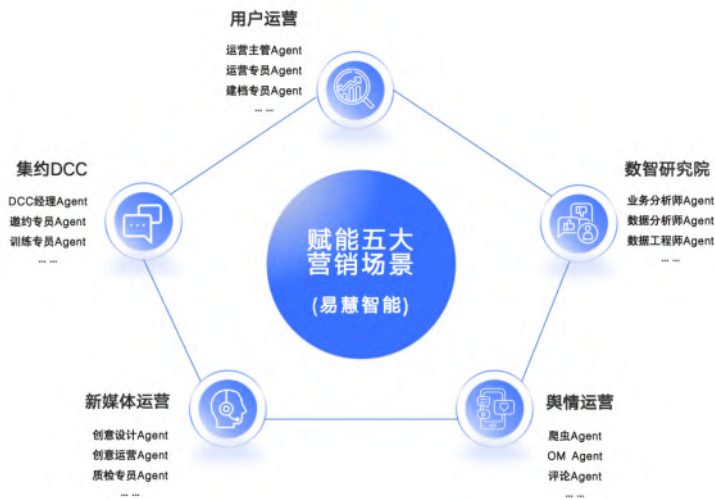 用户运营
运营主管Agent
运营专员Agent
建档专员Agent
... ...
集约DCC
DCC经理Agent
邀约专员Agent
训练专员Agent
... ...
数智研究院
业务分析师Agent
数据分析师Agent
数据工程师Agent
... ...
赋能五大
营销场景
(易慧智能)
新媒体运营
创意设计Agent
创意运营Agent
质检专员Agent
... ...
舆情运营
爬虫Agent
OM Agent
评论Agent
... ...